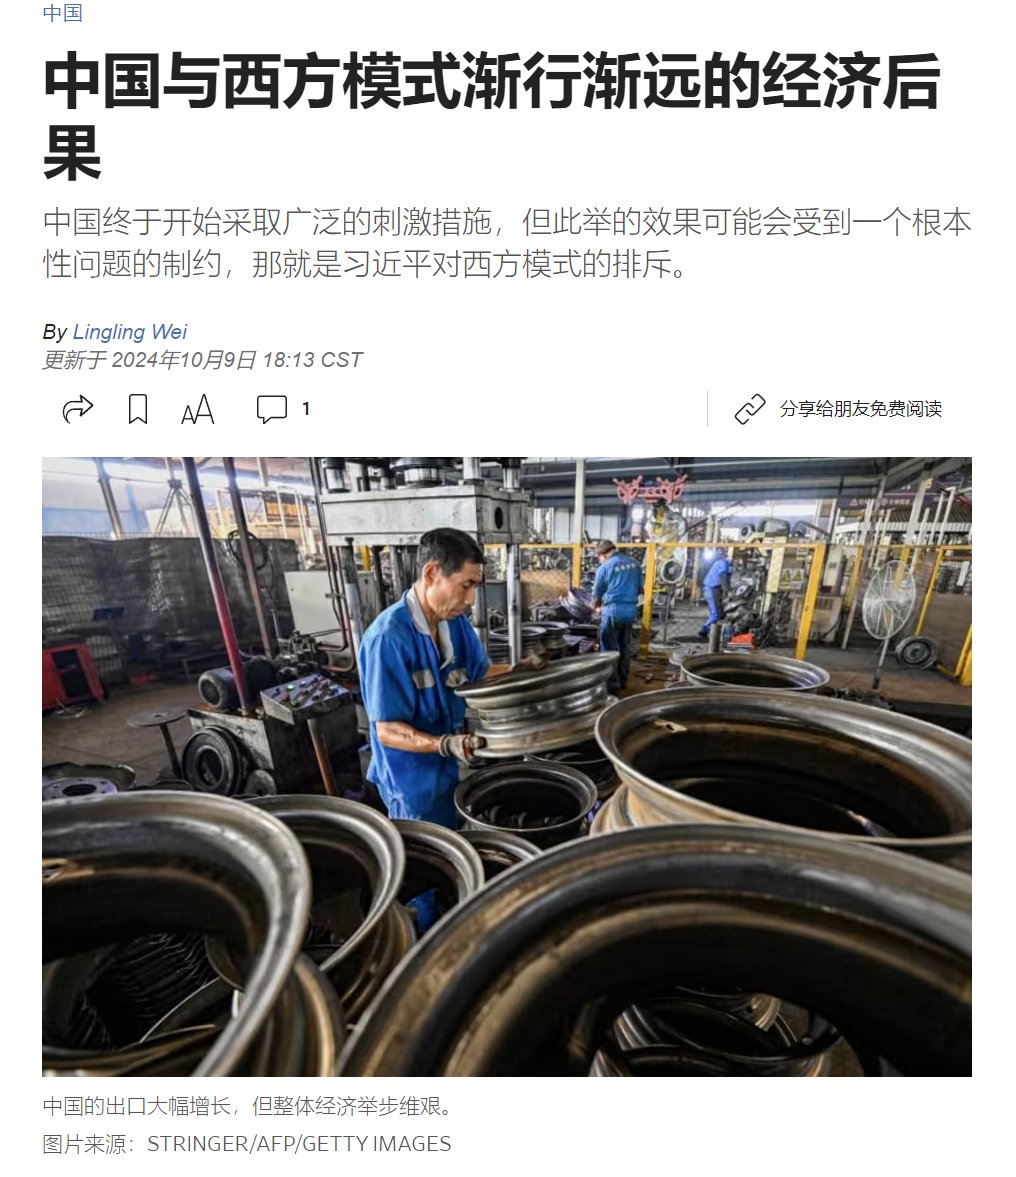 中国
中国与西方模式渐行渐远的经济后
果
中国终于开始采取广泛的刺激措施，但此举的效果可能会受到一个根本
性问题的制约，那就是习近平对西方模式的排斥。
By Lingling Wei
更新于 2024年10月9日 18:13 CST
1
分享给朋友免费阅读
中国的出口大幅增长，但整体经济举步维艰。
图片来源：STRINGER/AFP/GETTY IMAGES